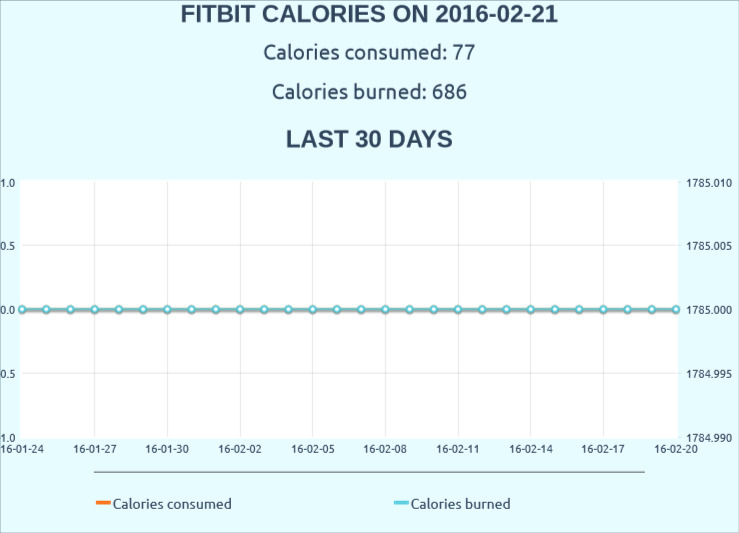 FITBIT CALORIES ON 2016-02-21
Calories consumed: 77
Calories burned: 686
LAST 30 DAYS
1.0 1785.010
0.5 1785.005
0.0 1785.000
0.5 1784.995
1.0 1784.990
16-01-24 16-01-27 16-01-30 16-02-02 16-02-05 16-02-08 16-02-11 16-02-14 16-02-17 16-02-20
Calories consumed Calories burned